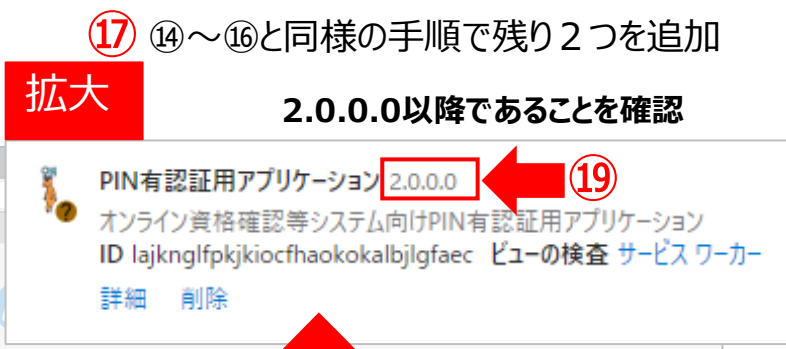 ⑰ ⑭～⑯と同様の手順で残り２つを追加
拡大
2.0.0.0以降であることを確認
PIN有認証用アプリケーション 2.0.0.0
⑲
オンライン資格確認等システム向けPIN有認証用アプリケーション
ID lajknglfpkjkiocfhaokokalbjlgfaec ビューの検査 サービス ワーカー
詳細 削除